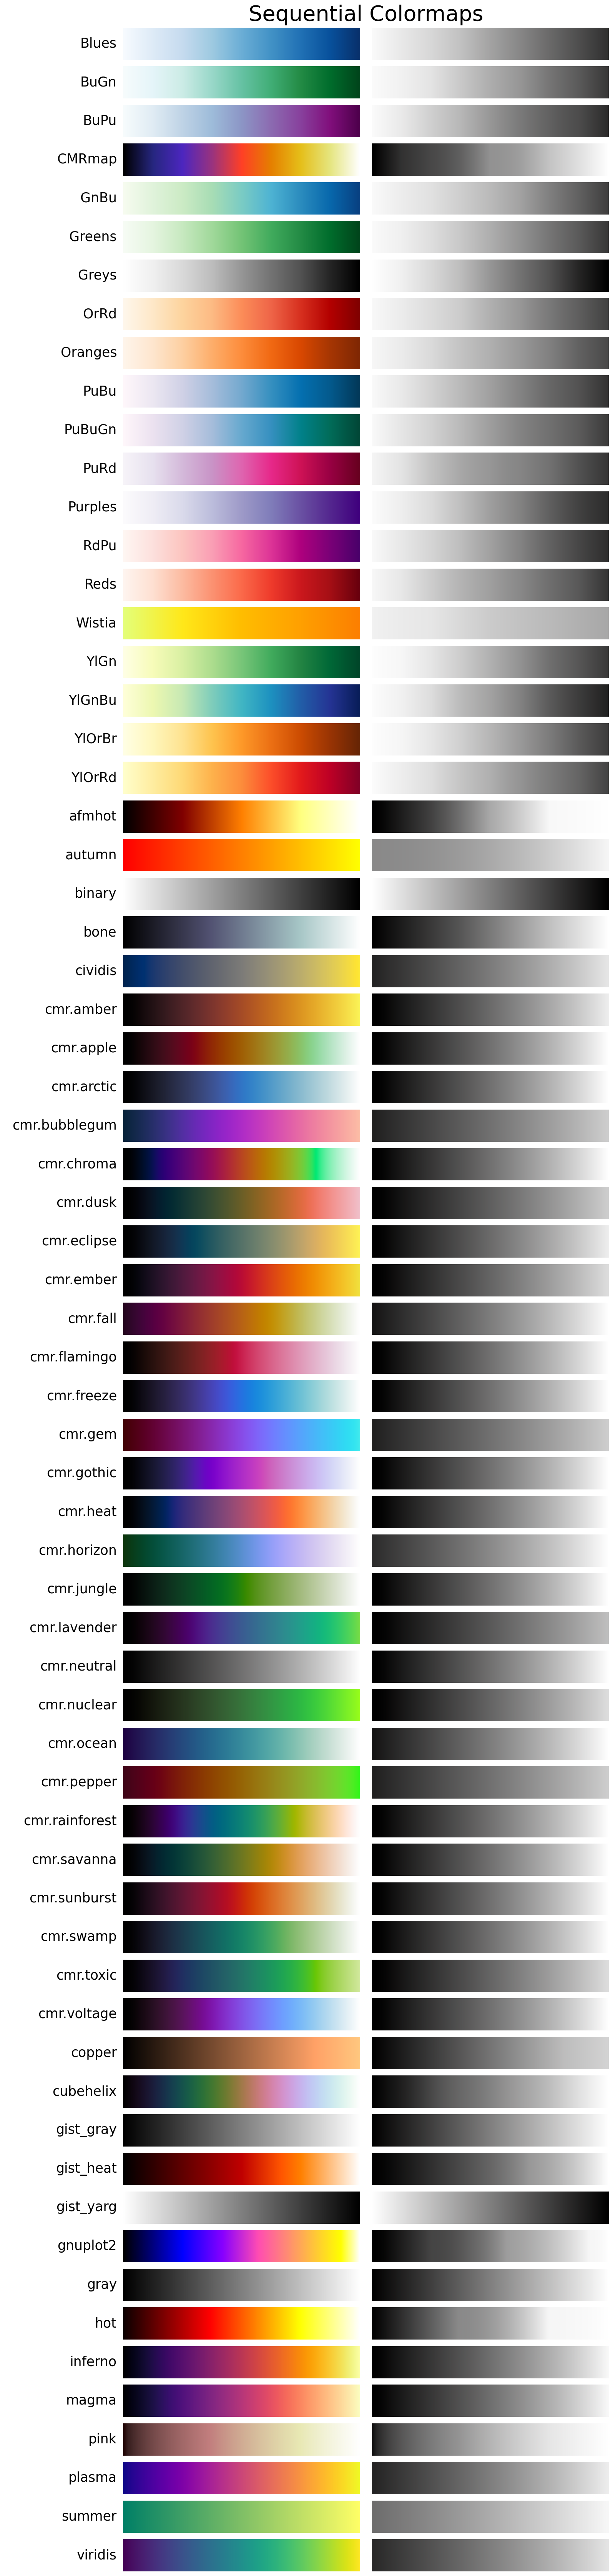 Sequential Colormaps
Blues
BuGn
BuPu
CMRmap
GnBu
Greens
Greys
OrRd
Oranges
PuBu
PuBuGn
PuRd
Purples
RdPu
Reds
Wistia
YlGn
YlGnBu
YlOrBr
YlOrRd
afmhot
autumn
binary
bone
cividis
cmr.amber
cmr.apple
cmr.arctic
cmr.bubblegum
cmr.chroma
cmr.dusk
cmr.eclipse
cmr.ember
cmr.fall
cmr.flamingo
cmr.freeze
cmr.gem
cmr.gothic
cmr.heat
cmr.horizon
cmr.jungle
cmr.lavender
cmr.neutral
cmr.nuclear
cmr.ocean
cmr.pepper
cmr.rainforest
cmr.savanna
cmr.sunburst
cmr.swamp
cmr.toxic
cmr.voltage
copper
cubehelix
gist_gray
gist_heat
gist_yarg
gnuplot2
gray
hot
inferno
magma
pink
plasma
summer
viridis